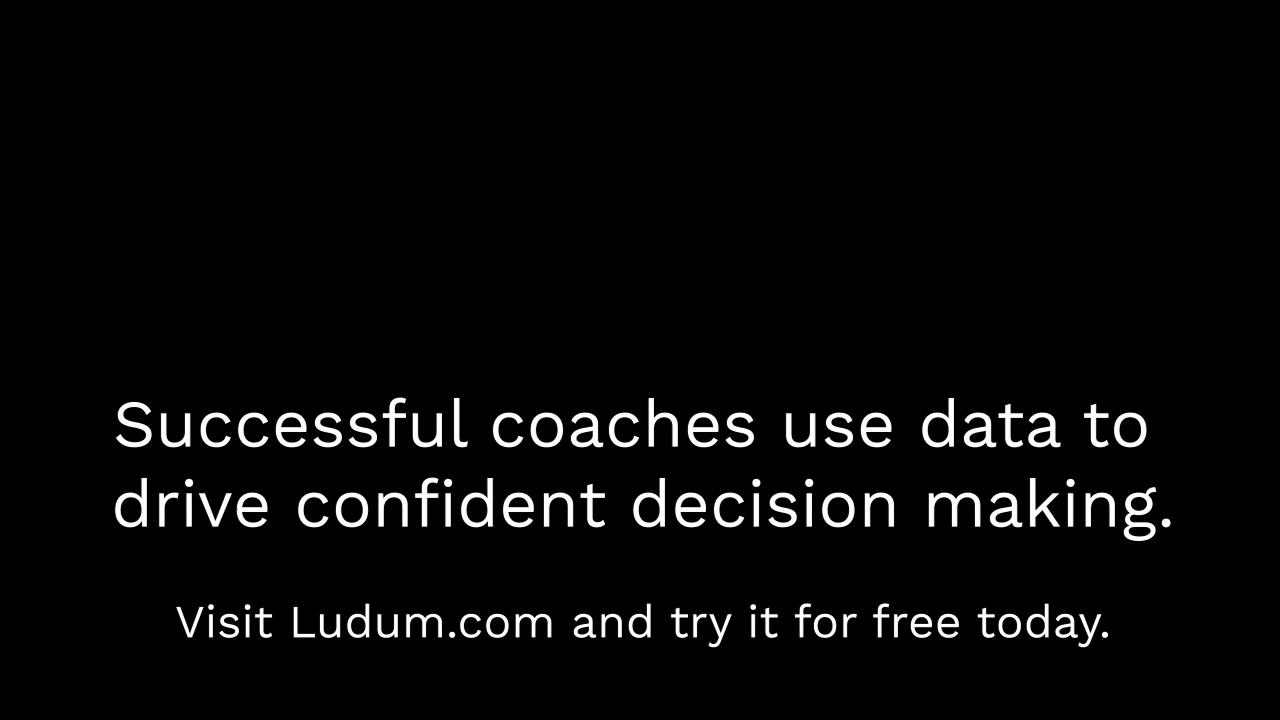 Successful coaches use data to
drive confident decision making.
Visit Ludum.com and try it for free today.